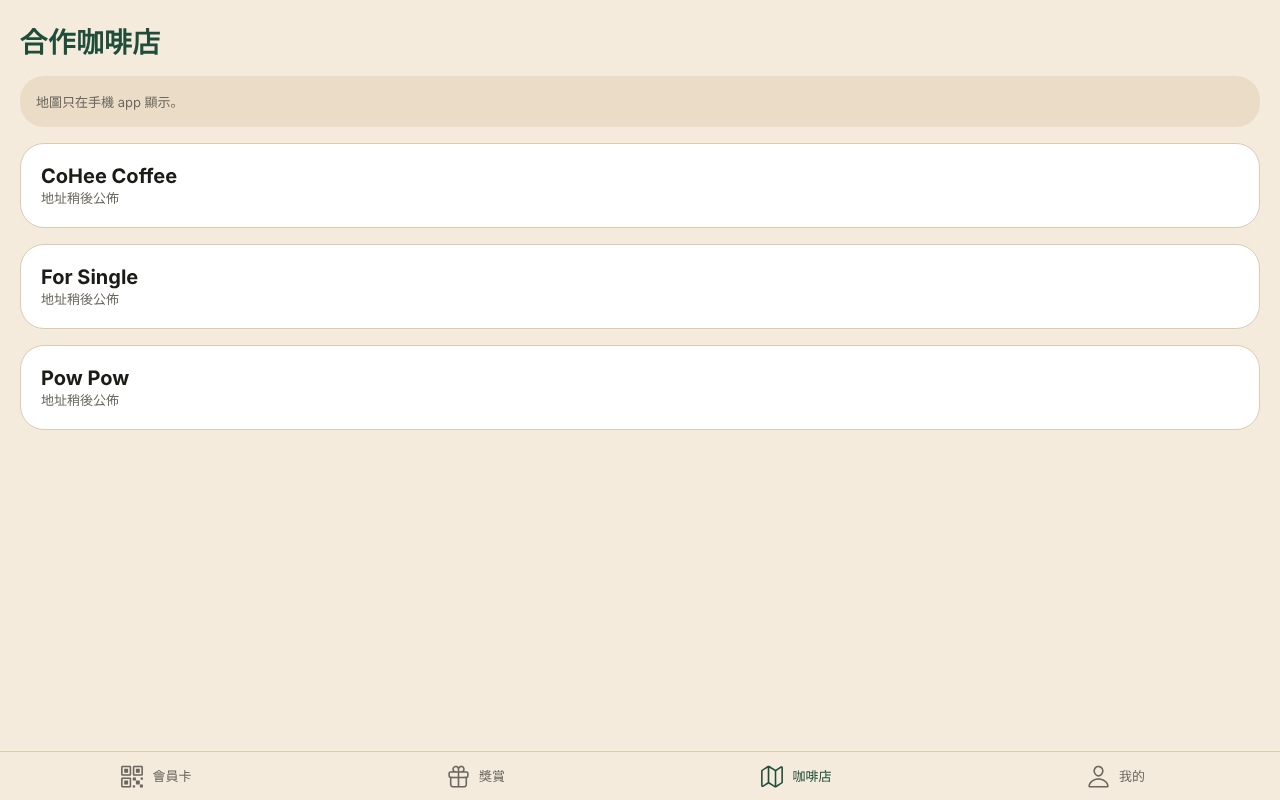 合作咖啡店
地圖只在手機 app 顯示。
CoHee Coffee
地址稍後公佈
For Single
地址稍後公佈
Pow Pow
地址稍後公佈
會員卡
獎賞
咖啡店
我的